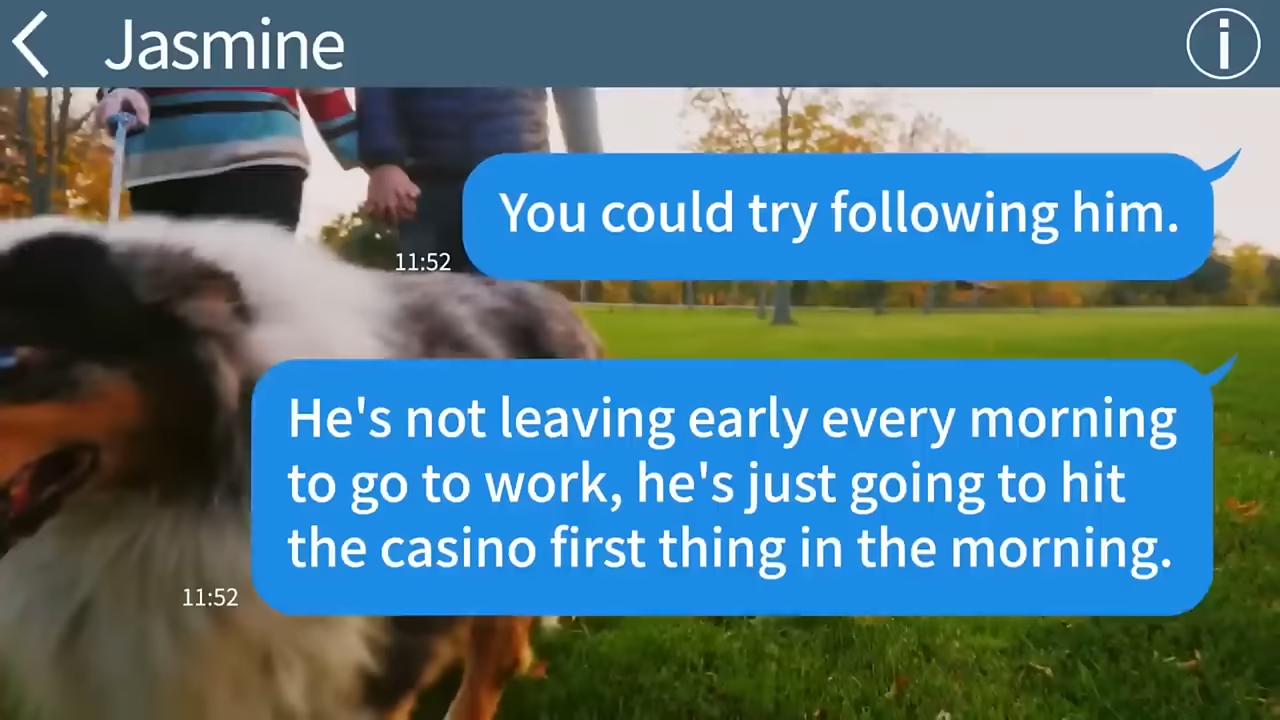 Jasmine
You could try following him.
11:52
He's not leaving early every morning
to go to work, he's just going to hit
the casino first thing in the morning.
11:52